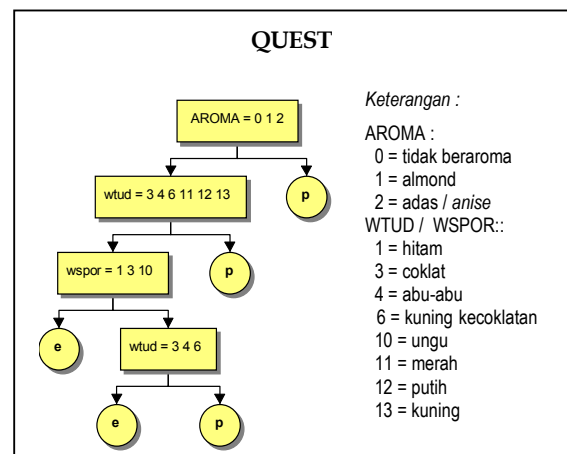 QUEST
AROMA = 0 1 2
wtud = 3 4 6 11 12 13
p
wspor = 1 3 10
p
e
wtud = 3 4 6
e
p
Keterangan :
AROMA :
0 = tidak beraroma
1 = almond
2 = adas / anise
WTUD / WSPOR::
1 = hitam
3 = coklat
4 = abu-abu
6 = kuning kecoklatan
10 = ungu
11 = merah
12 = putih
13 = kuning